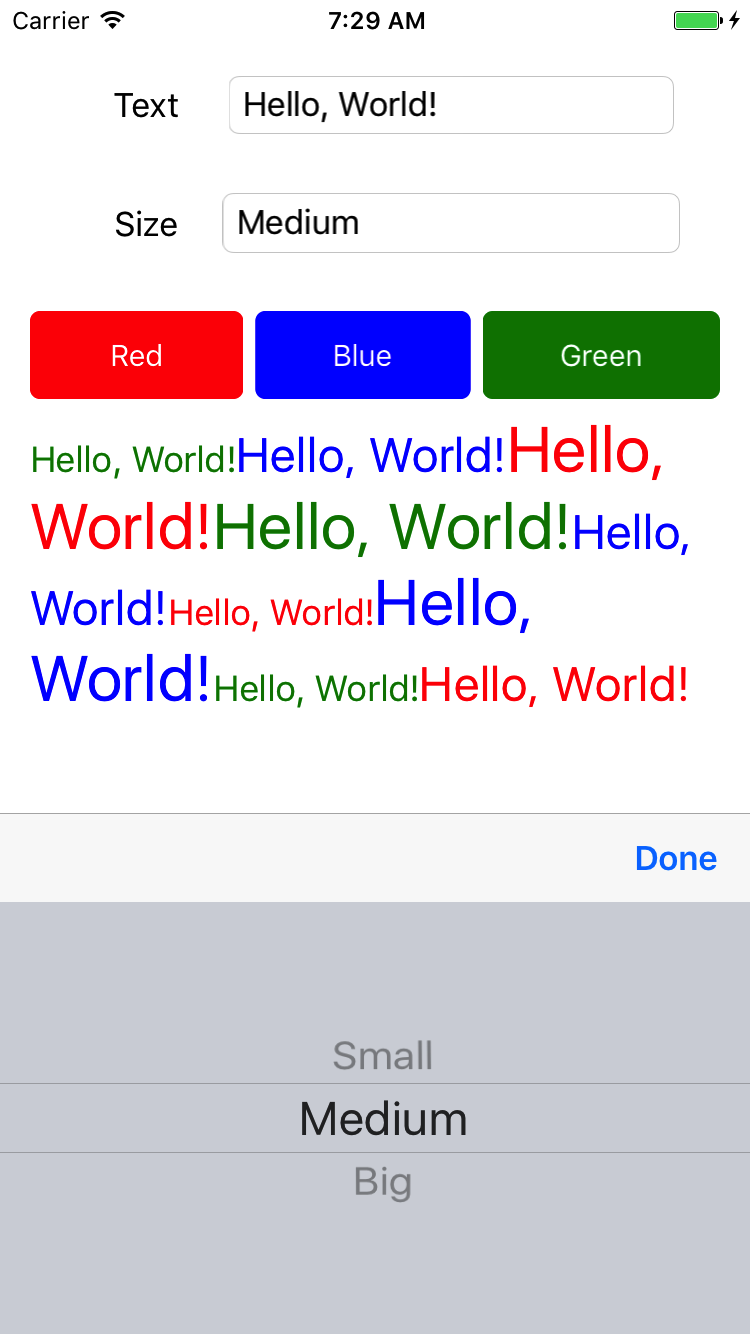 Carrier 7:29 AM
Text Hello, World!
Size Medium
Red Blue Green
Hello, World!Hello, World!Hello,
World!Hello, World!Hello,
World!Hello, World!Hello,
World!Hello, World!Hello, World!
Done
Small
Medium
Big